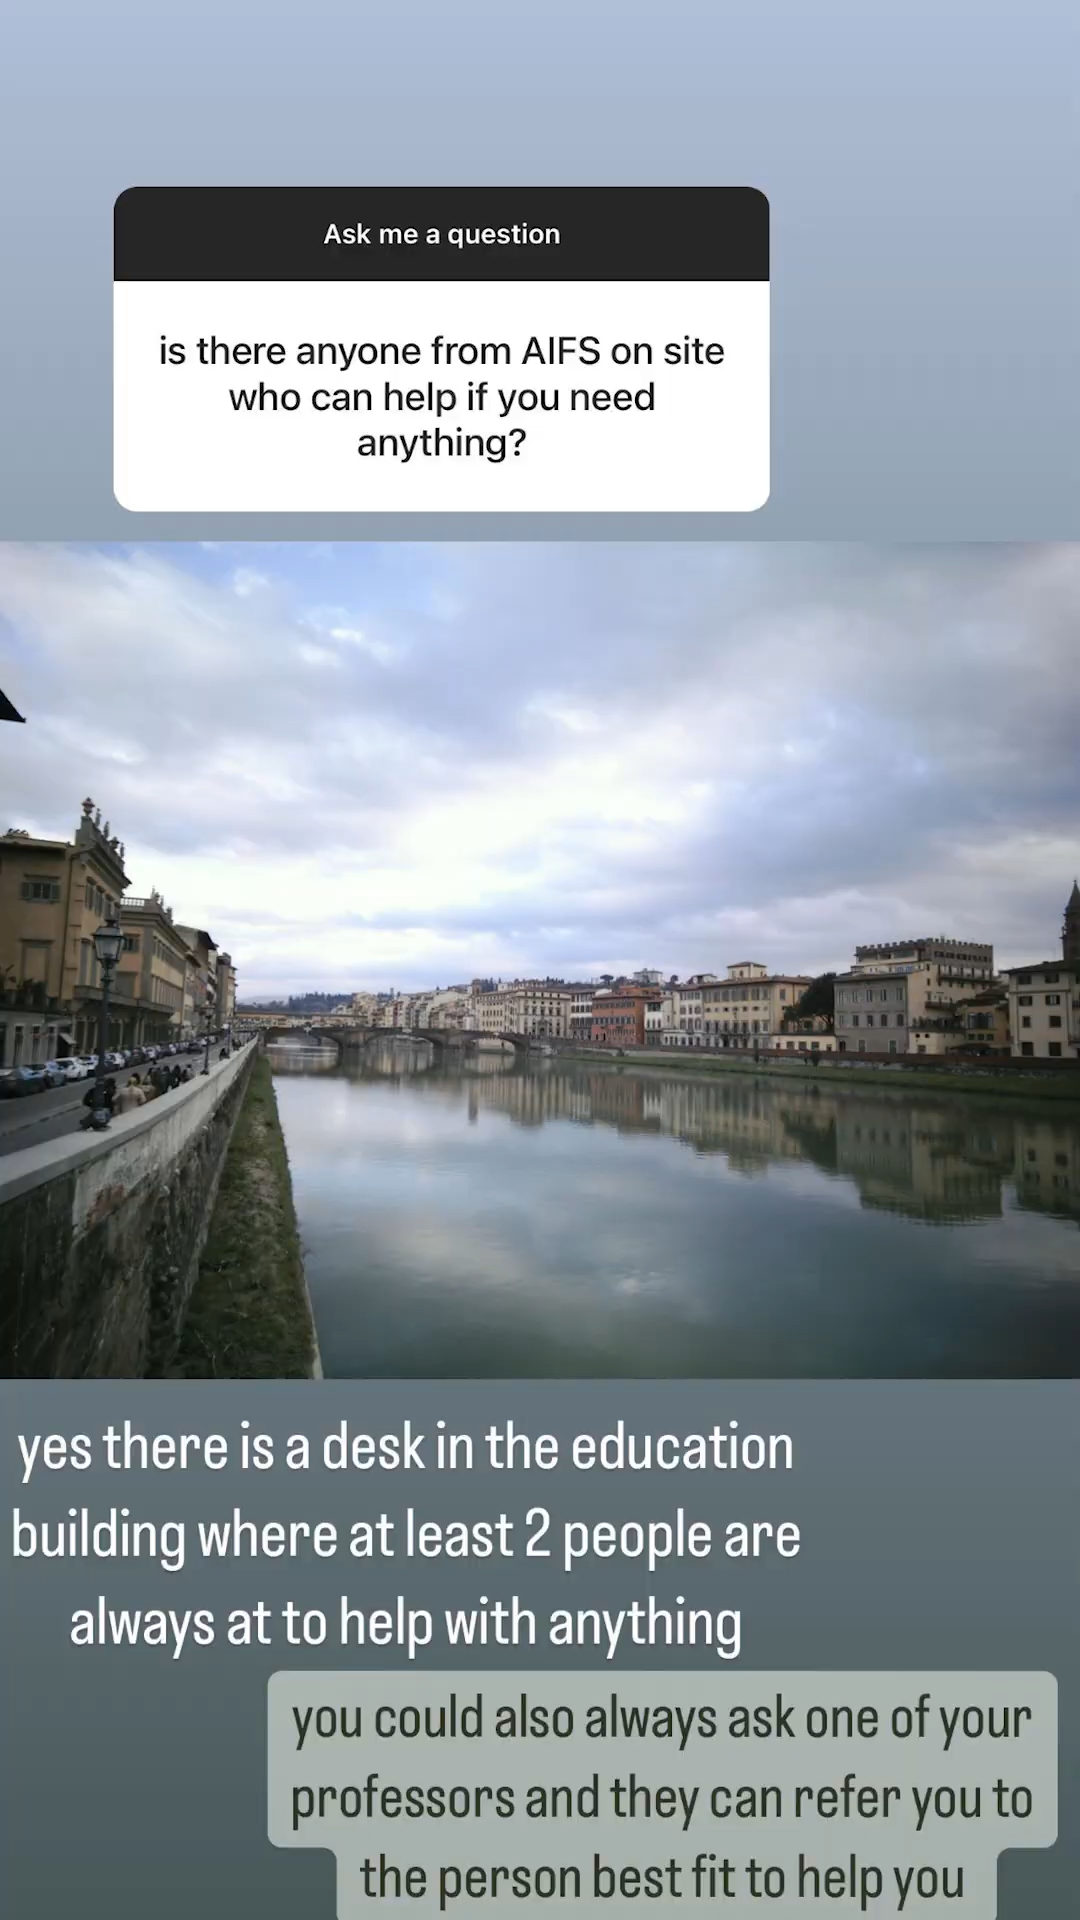 Ask me a question
is there anyone from AIFS on site
who can help if you need
anything?
yes there is a desk in the education
building where at least 2 people are
always at to help with anything
you could also always ask one of your
professors and they can refer you to
the person best fit to help you